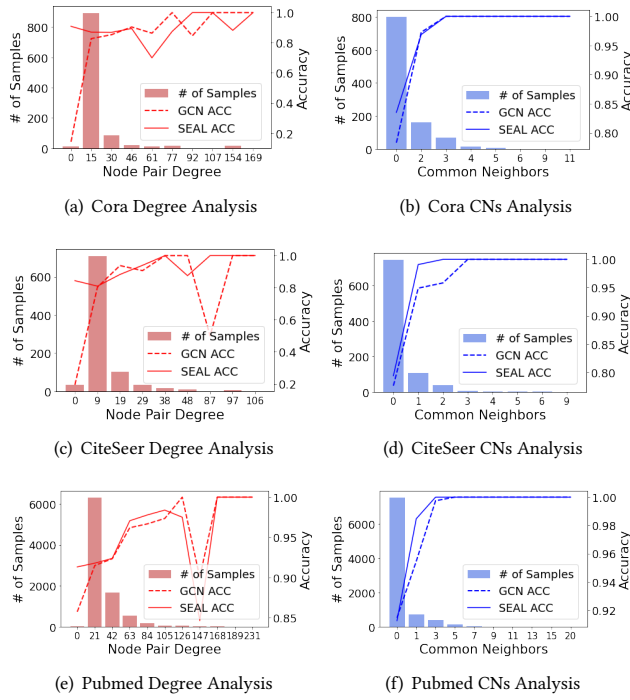 800
600
400
200
0
# of Samples
1.0
0.8
0.6
0.4
0.2
Accuracy
# of Samples
GCN ACC
SEAL ACC
0 15 30 46 61 77 92 107 154 169
Node Pair Degree
(a) Cora Degree Analysis
800
600
400
200
0
# of Samples
1.00
0.95
0.90
0.85
0.80
Accuracy
# of Samples
GCN ACC
SEAL ACC
0 2 3 4 5 6 9 11
Common Neighbors
(b) Cora CNs Analysis
600
400
200
0
# of Samples
1.0
0.8
0.6
0.4
0.2
Accuracy
# of Samples
GCN ACC
SEAL ACC
0 9 19 29 38 48 87 97 106
Node Pair Degree
(c) CiteSeer Degree Analysis
600
400
200
0
# of Samples
1.00
0.95
0.90
0.85
0.80
Accuracy
# of Samples
GCN ACC
SEAL ACC
0 1 2 3 4 5 6 9
Common Neighbors
(d) CiteSeer CNs Analysis
6000
4000
2000
0
# of Samples
1.00
0.95
0.90
0.85
Accuracy
# of Samples
GCN ACC
SEAL ACC
0 21 42 63 84 105 126 147 168 189 231
Node Pair Degree
(e) Pubmed Degree Analysis
6000
4000
2000
0
# of Samples
1.00
0.98
0.96
0.94
0.92
Accuracy
# of Samples
GCN ACC
SEAL ACC
0 1 3 5 7 9 11 13 15 20
Common Neighbors
(f) Pubmed CNs Analysis